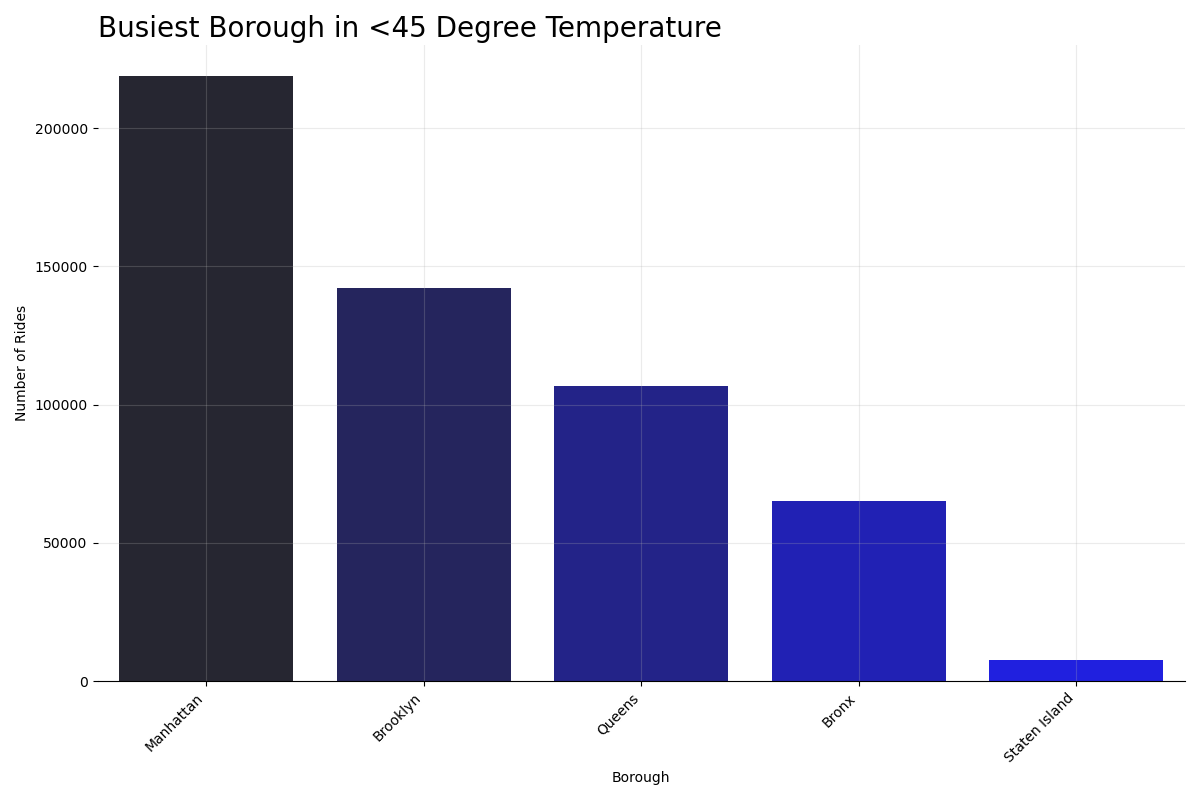 Busiest Borough in <45 Degree Temperature
200000
150000
100000
50000
0
Number of Rides
Manhattan
Brooklyn
Queens
Bronx
Staten Island
Borough